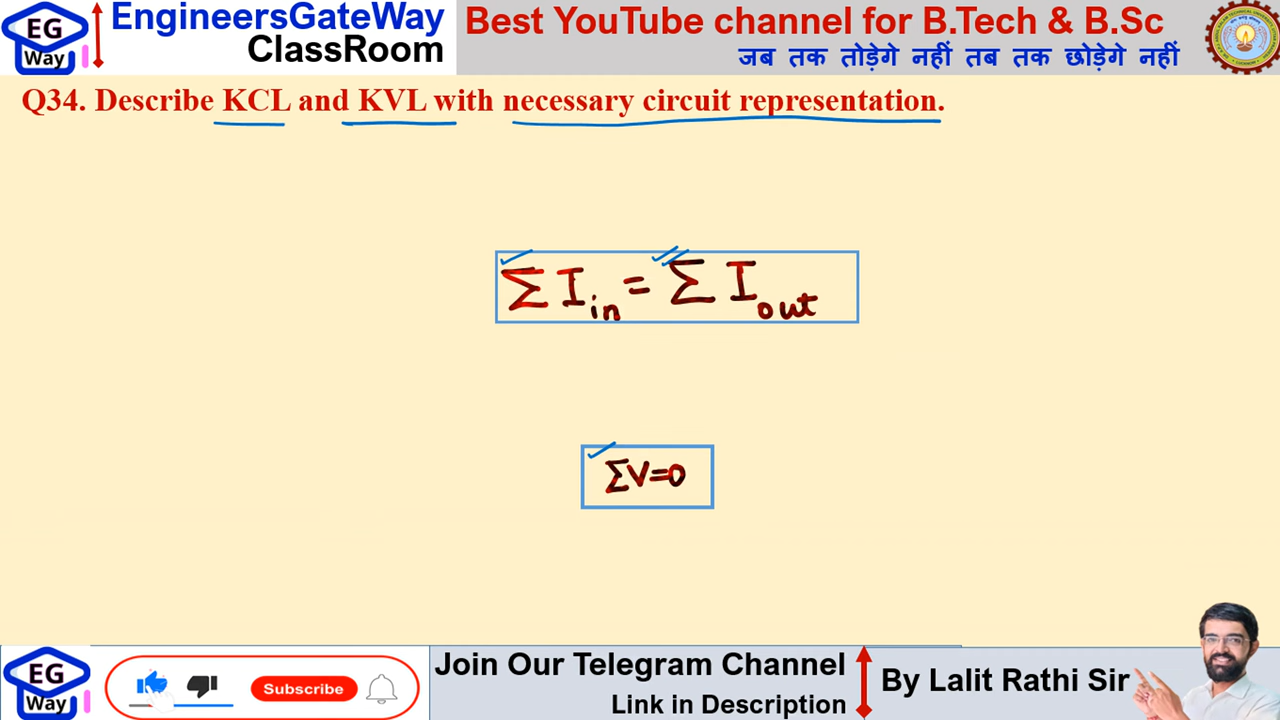 EG
Way
EngineersGateWay
ClassRoom
Best YouTube channel for B.Tech & B.Sc
जब तक तोड़ेगे नहीं तब तक छोड़ेगे नहीं
Q34. Describe KCL and KVL with necessary circuit representation.
Σ I in = Σ I out
ΣV=0
EG
Way
Subscribe
Join Our Telegram Channel
Link in Description
By Lalit Rathi Sir